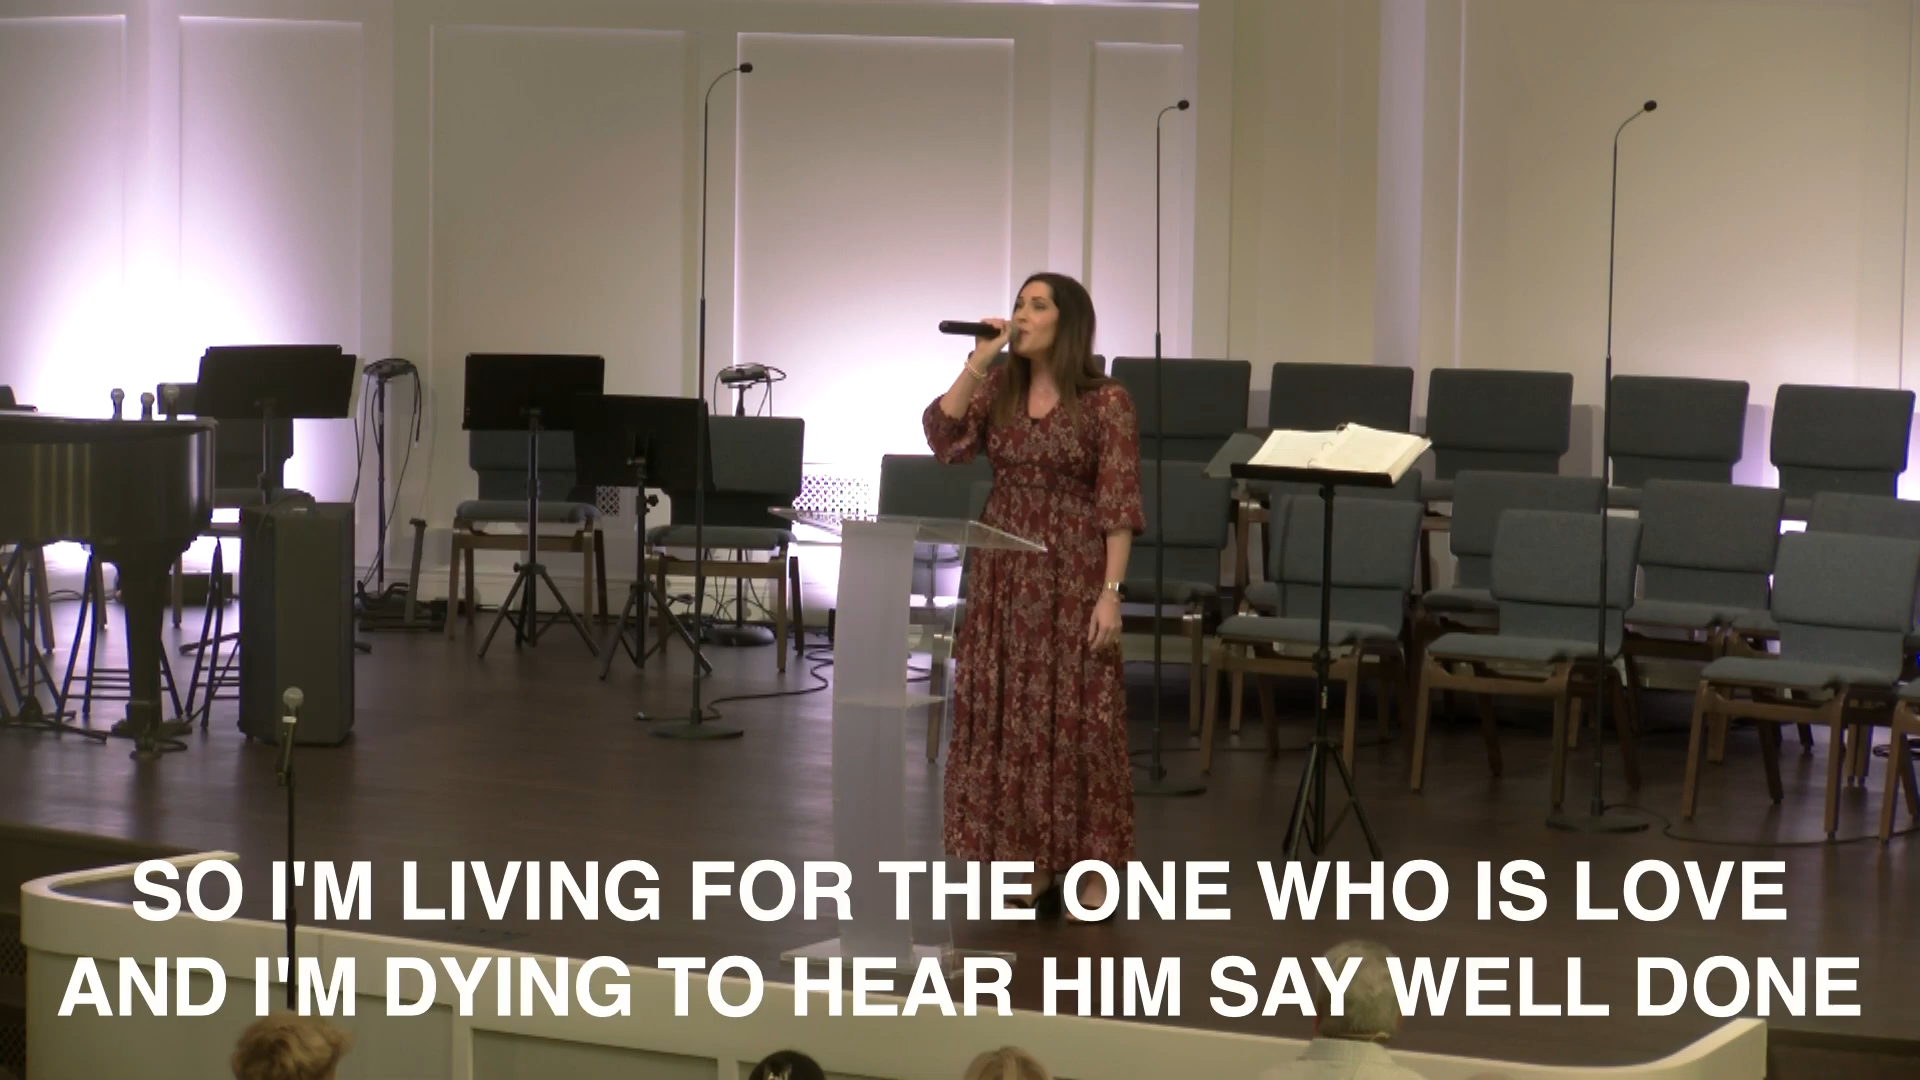 SO I'M LIVING FOR THE ONE WHO IS LOVE
AND I'M DYING TO HEAR HIM SAY WELL DONE